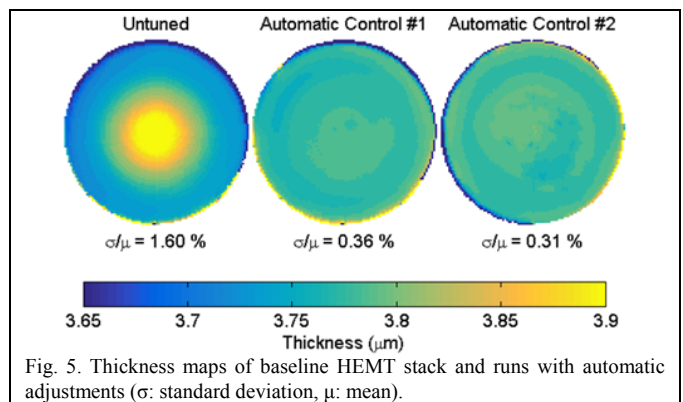 Untuned Automatic Control #1 Automatic Control #2
σ/μ = 1.60 % σ/μ = 0.36 % σ/μ = 0.31 %
3.65 3.7 3.75 3.8 3.85 3.9
Thickness (μm)
Fig. 5. Thickness maps of baseline HEMT stack and runs with automatic
adjustments (σ: standard deviation, μ: mean).